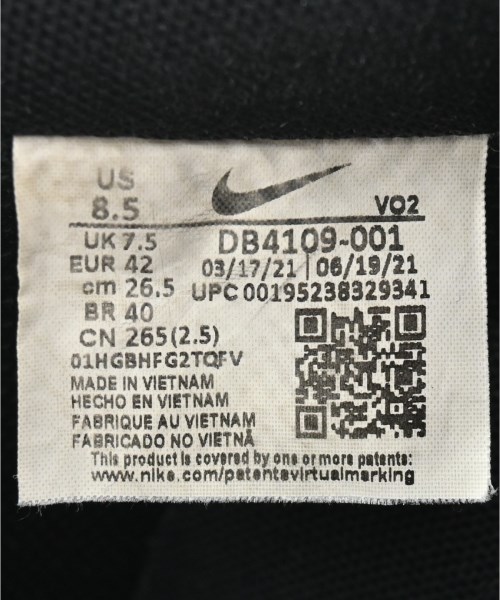 US
8.5
VO2
UK 7.5
DB4109-001
EUR 42
03/17/21 06/19/21
cm 26.5
UPC 00195238329341
BR 40
CN 265(2.5)
01HGBHFG2TQFV
MADE IN VIETNAM
HECHO EN VIETNAM
FABRIQUE AU VIETNAM
FABRICADO NO VIETNÃ
This product is covered by one or more patents:
www.nike.com/patentsvirtualmarking